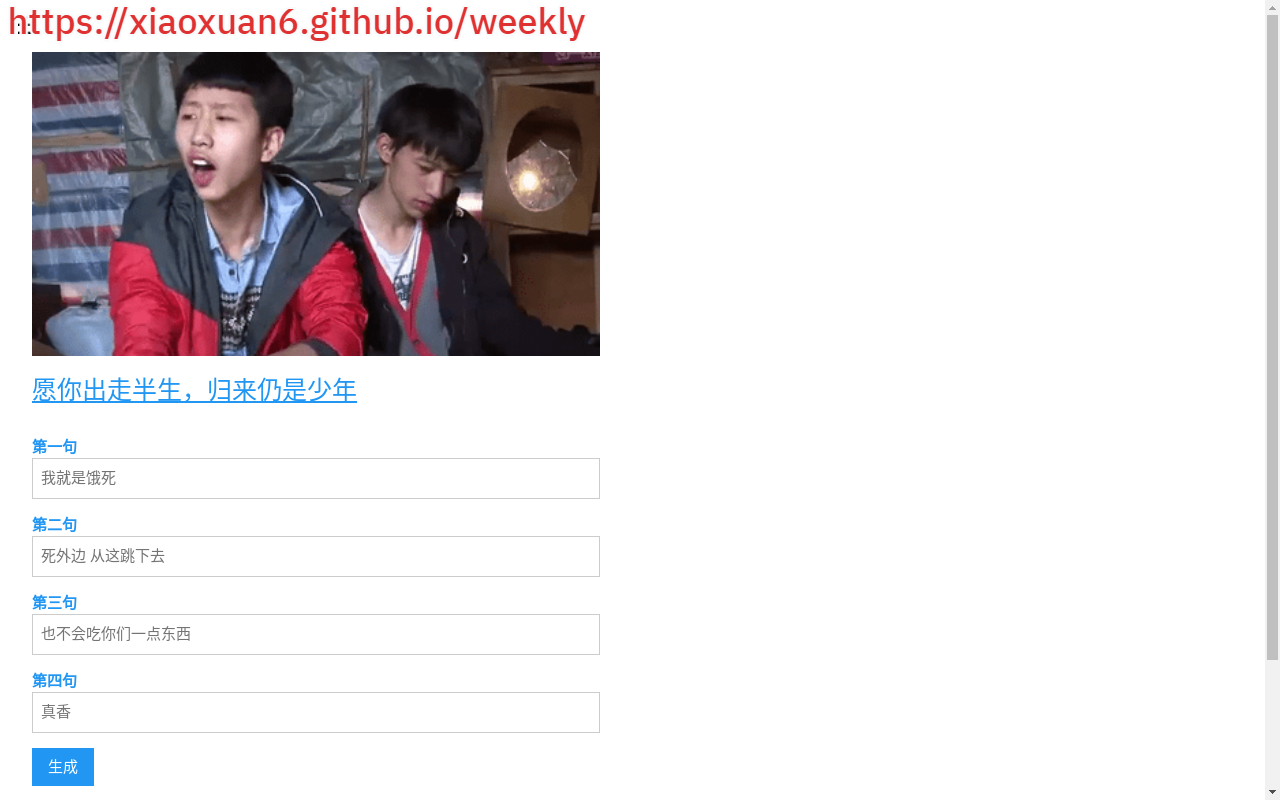 https://xiaoxuan6.github.io/weekly
愿你出走半生，归来仍是少年
第一句
我就是饿死
第二句
死外边 从这跳下去
第三句
也不会吃你们一点东西
第四句
真香
生成